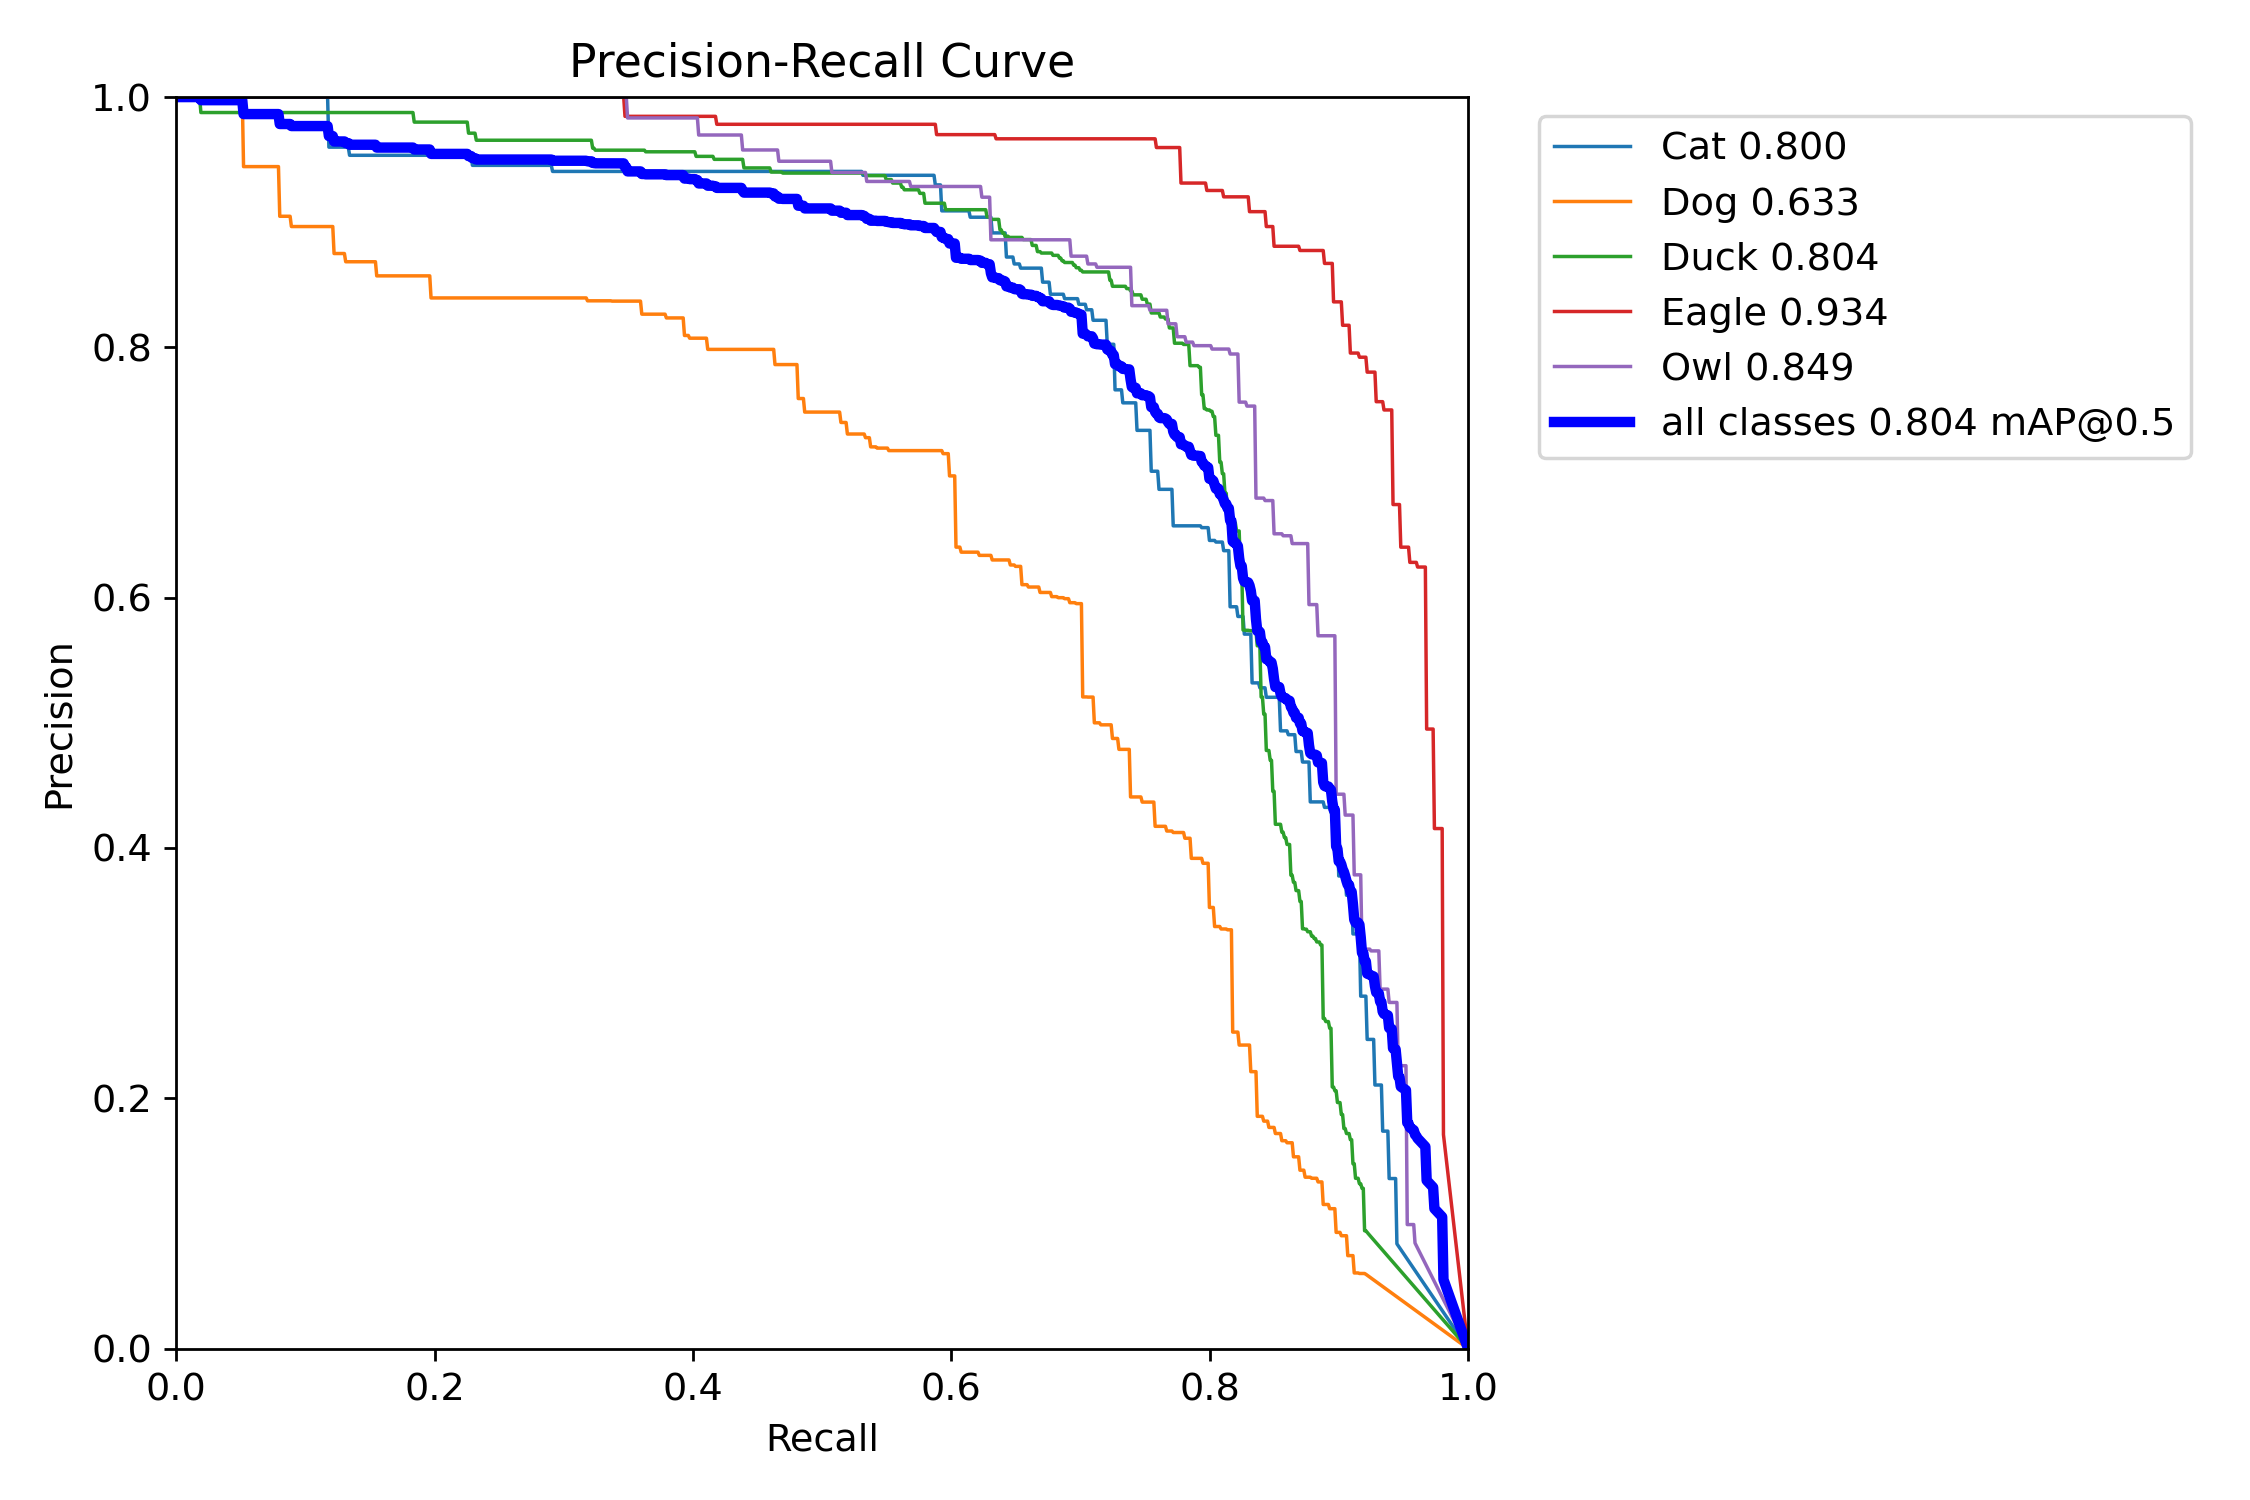 Precision-Recall Curve
1.0
0.8
0.6
0.4
0.2
0.0
Precision
0.0 0.2 0.4 0.6 0.8 1.0
Recall
Cat 0.800
Dog 0.633
Duck 0.804
Eagle 0.934
Owl 0.849
all classes 0.804 mAP@0.5